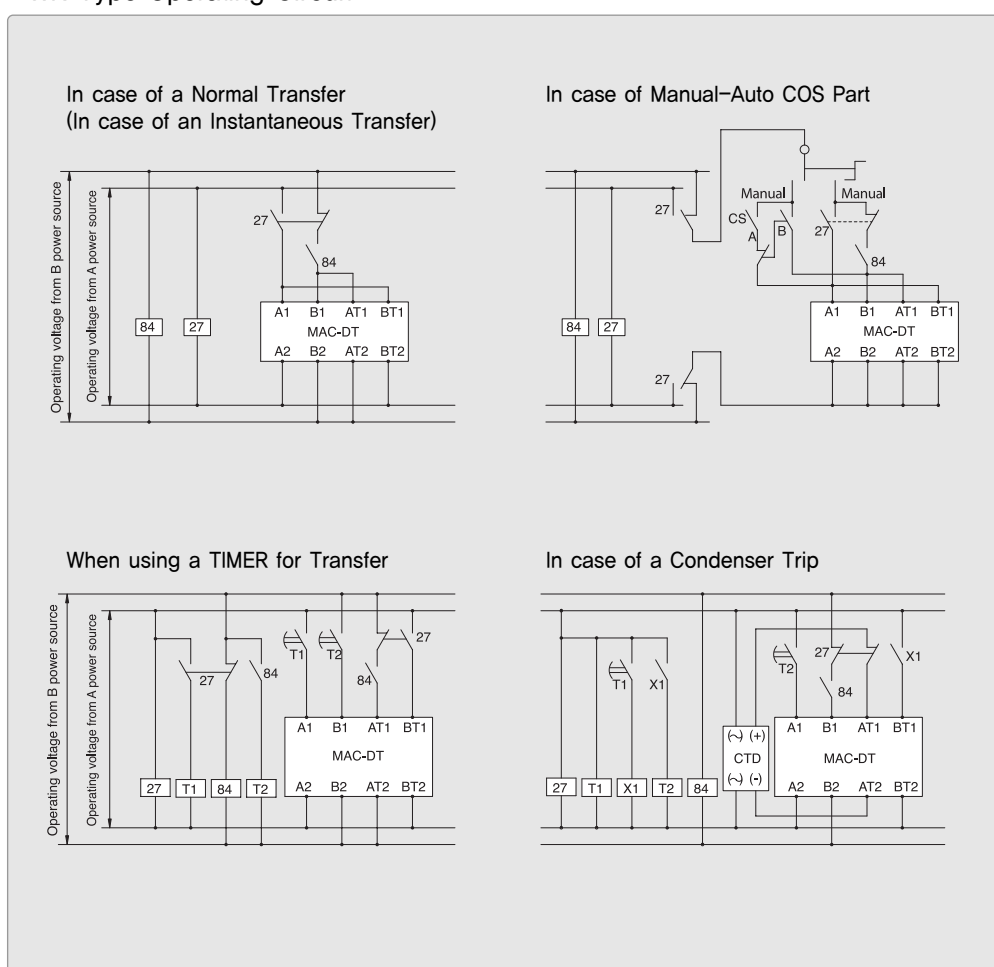 In case of a Normal Transfer
(In case of an Instantaneous Transfer)
Operating voltage from B power source
Operating voltage from A power source
84
27
27
84
A1 B1 AT1 BT1
MAC-DT
A2 B2 AT2 BT2
In case of Manual-Auto COS Part
84
27
27
27
Manual
Manual
CS
A
B
27
84
A1 B1 AT1 BT1
MAC-DT
A2 B2 AT2 BT2
When using a TIMER for Transfer
Operating voltage from B power source
Operating voltage from A power source
27
84
T1
T2
84
27
27 T1 84 T2
A1 B1 AT1 BT1
MAC-DT
A2 B2 AT2 BT2
In case of a Condenser Trip
T1
X1
T2
27
84
X1
27 T1 X1 T2 84
(~) (+)
CTD
(~) (-)
A1 B1 AT1 BT1
MAC-DT
A2 B2 AT2 BT2